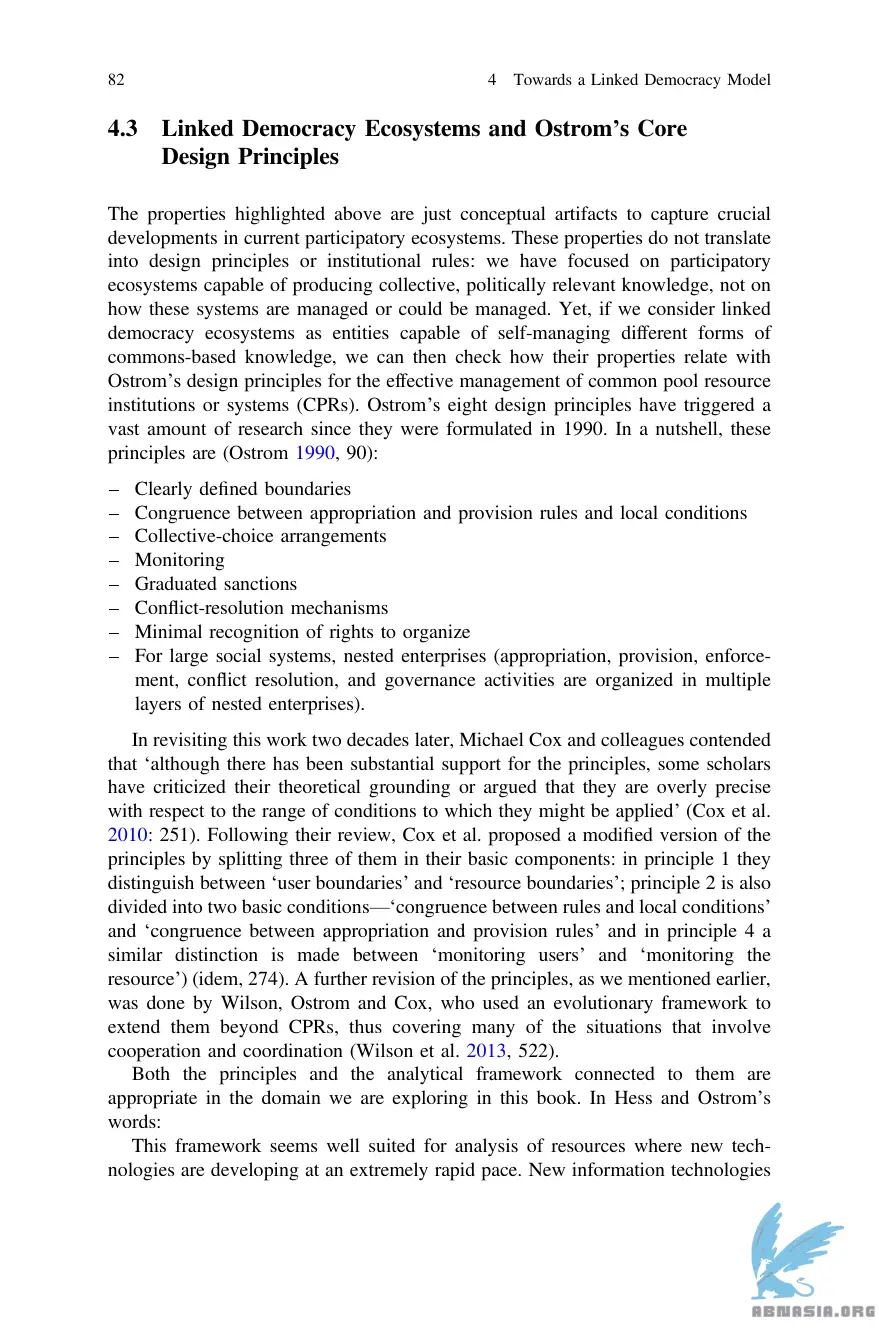 82
4 Towards a Linked Democracy Model
4.3 Linked Democracy Ecosystems and Ostrom’s Core
Design Principles
The properties highlighted above are just conceptual artifacts to capture crucial
developments in current participatory ecosystems. These properties do not translate
into design principles or institutional rules: we have focused on participatory
ecosystems capable of producing collective, politically relevant knowledge, not on
how these systems are managed or could be managed. Yet, if we consider linked
democracy ecosystems as entities capable of self-managing different forms of
commons-based knowledge, we can then check how their properties relate with
Ostrom’s design principles for the effective management of common pool resource
institutions or systems (CPRs). Ostrom’s eight design principles have triggered a
vast amount of research since they were formulated in 1990. In a nutshell, these
principles are (Ostrom 1990, 90):
– Clearly defined boundaries
– Congruence between appropriation and provision rules and local conditions
– Collective-choice arrangements
– Monitoring
– Graduated sanctions
– Conflict-resolution mechanisms
– Minimal recognition of rights to organize
– For large social systems, nested enterprises (appropriation, provision, enforce-
ment, conflict resolution, and governance activities are organized in multiple
layers of nested enterprises).
In revisiting this work two decades later, Michael Cox and colleagues contended
that ‘although there has been substantial support for the principles, some scholars
have criticized their theoretical grounding or argued that they are overly precise
with respect to the range of conditions to which they might be applied’ (Cox et al.
2010: 251). Following their review, Cox et al. proposed a modified version of the
principles by splitting three of them in their basic components: in principle 1 they
distinguish between ‘user boundaries’ and ‘resource boundaries’; principle 2 is also
divided into two basic conditions—‘congruence between rules and local conditions’
and ‘congruence between appropriation and provision rules’ and in principle 4 a
similar distinction is made between ‘monitoring users’ and ‘monitoring the
resource’) (idem, 274). A further revision of the principles, as we mentioned earlier,
was done by Wilson, Ostrom and Cox, who used an evolutionary framework to
extend them beyond CPRs, thus covering many of the situations that involve
cooperation and coordination (Wilson et al. 2013, 522).
Both the principles and the analytical framework connected to them are
appropriate in the domain we are exploring in this book. In Hess and Ostrom’s
words:
This framework seems well suited for analysis of resources where new tech-
nologies are developing at an extremely rapid pace. New information technologies
ABNASIA.ORG